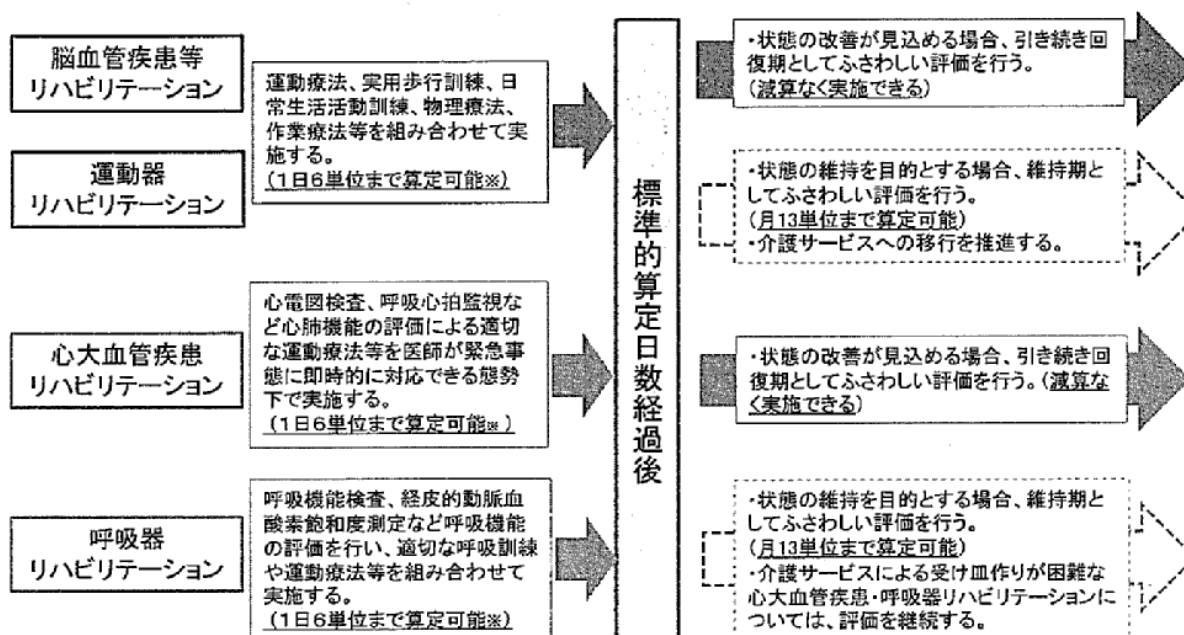 脳血管疾患等
リハビリテーション
運動器
リハビリテーション
運動療法、実用歩行訓練、日
常生活活動訓練、物理療法、
作業療法等を組み合わせて実
施する。
(1日6単位まで算定可能※)
心大血管疾患
リハビリテーション
心電図検査、呼吸心拍監視な
ど心肺機能の評価による適切
な運動療法等を医師が緊急事
態に即時的に対応できる態勢
下で実施する。
(1日6単位まで算定可能※)
呼吸器
リハビリテーション
呼吸機能検査、経皮的動脈血
酸素飽和度測定など呼吸機能
の評価を行い、適切な呼吸訓練
や運動療法等を組み合わせて
実施する。
(1日6単位まで算定可能※)
標準的算定日数経過後
・状態の改善が見込める場合、引き続き回
復期としてふさわしい評価を行う。
(減算なく実施できる)
・状態の維持を目的とする場合、維持期と
してふさわしい評価を行う。
(月13単位まで算定可能)
・介護サービスへの移行を推進する。
・状態の改善が見込める場合、引き続き回
復期としてふさわしい評価を行う。(減算な
く実施できる)
・状態の維持を目的とする場合、維持期と
してふさわしい評価を行う。
(月13単位まで算定可能)
・介護サービスによる受け皿作りが困難な
心大血管疾患・呼吸器リハビリテーションに
ついては、評価を継続する。